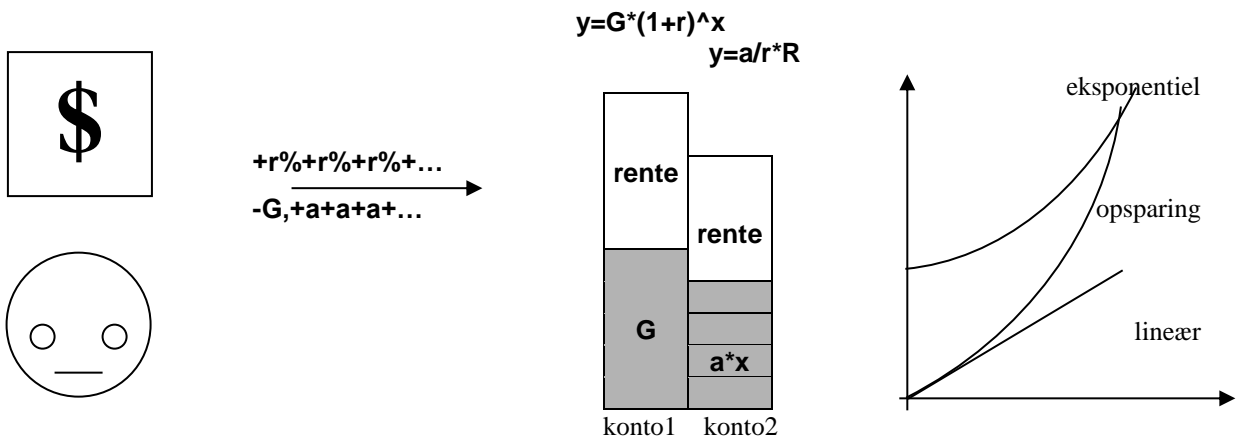 y=G*(1+r)^x
y=a/r*R
$
+r%+r%+r%+…
-G,+a+a+a+…
rente
rente
G
a*x
konto1 konto2
eksponentiel
opsparing
lineær